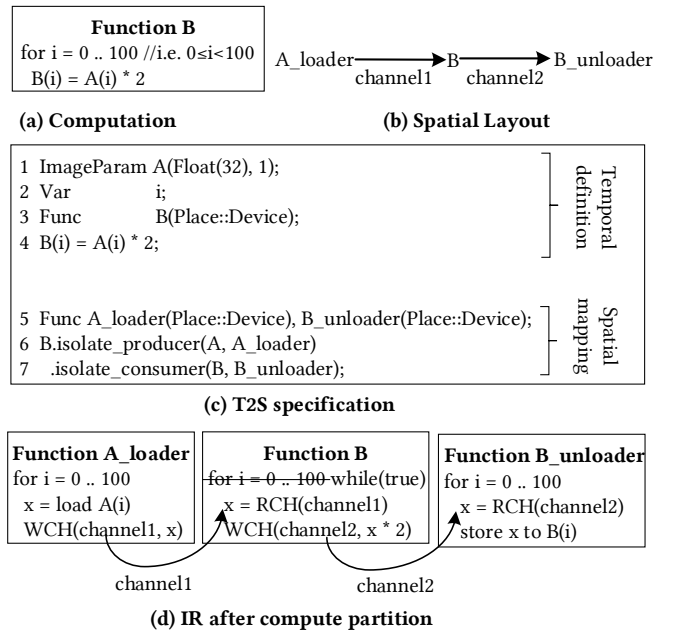 Function B
for i = 0 .. 100 //i.e. 0≤i<100
B(i) = A(i) * 2
(a) Computation
A_loader B B_unloader
channel1 channel2
(b) Spatial Layout
1 ImageParam A(Float(32), 1);
2 Var i;
3 Func B(Place::Device);
4 B(i) = A(i) * 2;
Temporal
definition
5 Func A_loader(Place::Device), B_unloader(Place::Device);
6 B.isolate_producer(A, A_loader)
7 .isolate_consumer(B, B_unloader);
Spatial
mapping
(c) T2S specification
Function A_loader
for i = 0 .. 100
x = load A(i)
WCH(channel1, x)
Function B
for i = 0 .. 100 while(true)
x = RCH(channel1)
WCH(channel2, x * 2)
Function B_unloader
for i = 0 .. 100
x = RCH(channel2)
store x to B(i)
channel1
channel2
(d) IR after compute partition